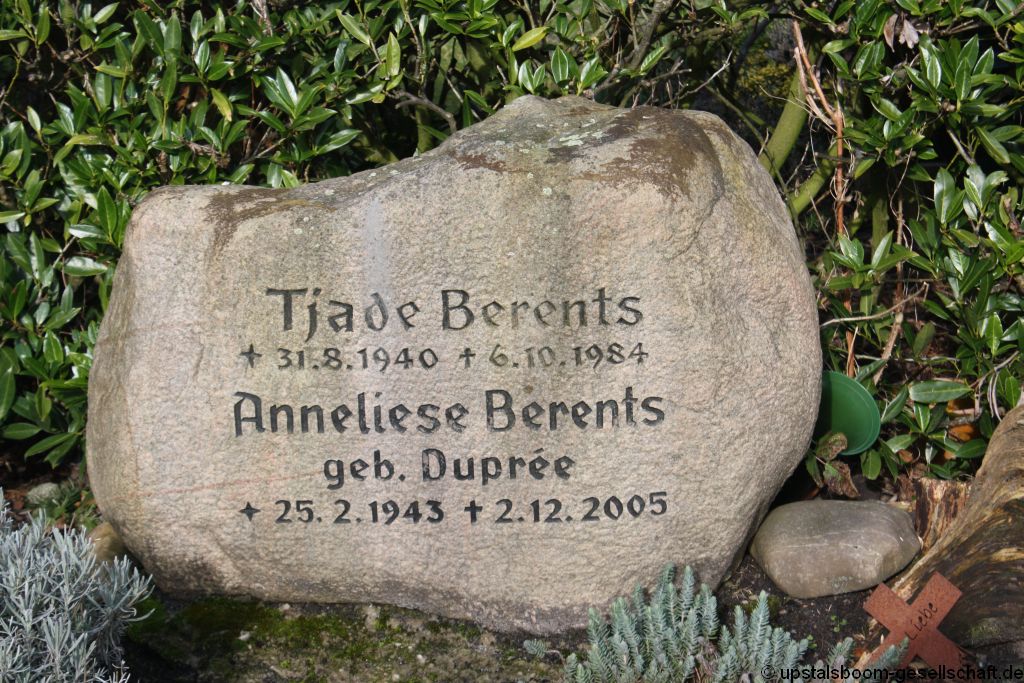 Tjade Berents
✦ 31.8.1940 ✝ 6.10.1984
Anneliese Berents
geb. Duprée
✦ 25.2.1943 ✝ 2.12.2005
Liebe
© upstalsboom-gesellschaft.de